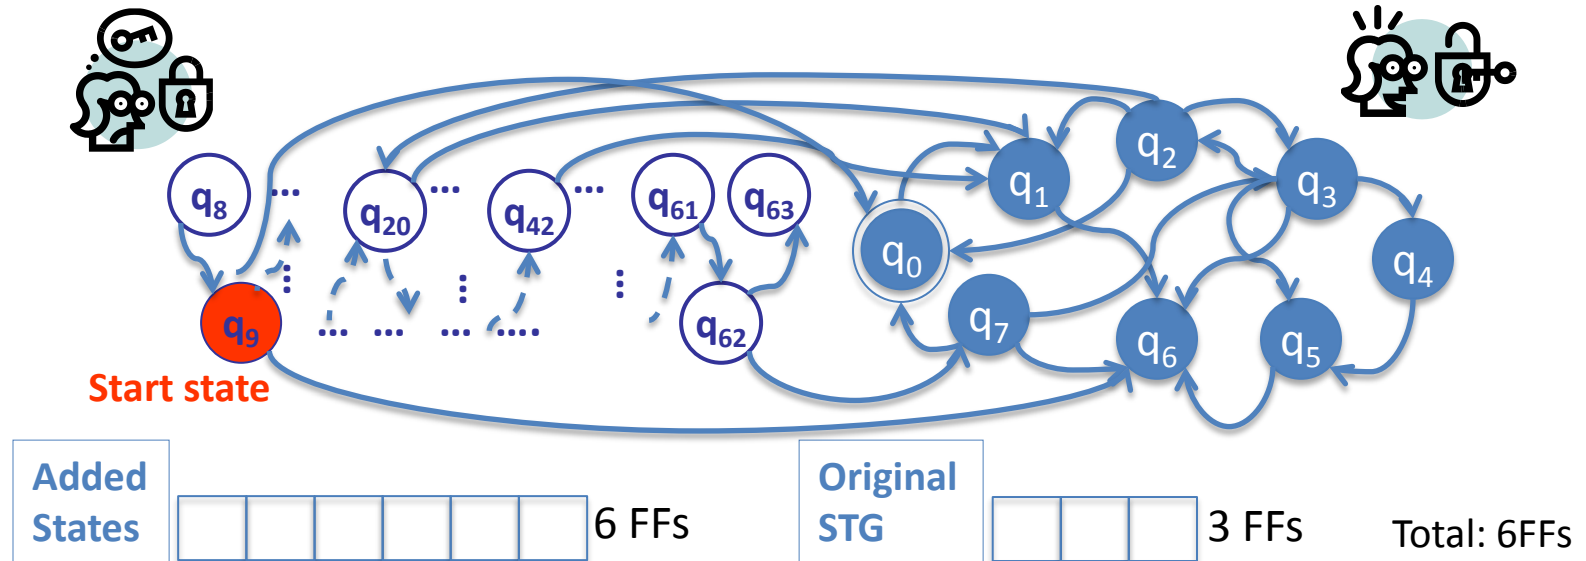 q8
...
q20
...
q42
...
q61
q63
q0
q1
q2
q3
q4
q9
...
...
...
...
.....
q62
q7
q6
q5
Start state
Added
States
6 FFs
Original
STG
3 FFs
Total: 6FFs